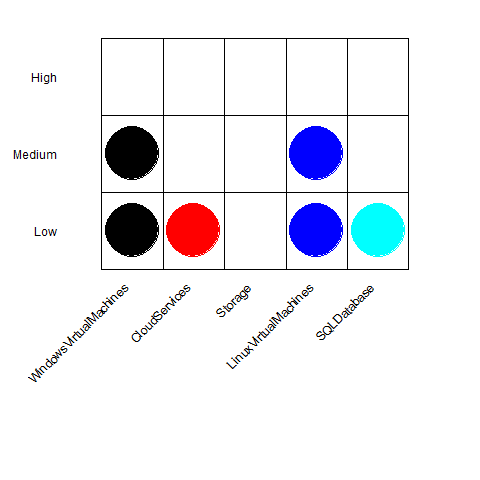 High
Medium
Low
WindowsVirtualMachines
CloudServices
Storage
LinuxVirtualMachines
SQLDatabase